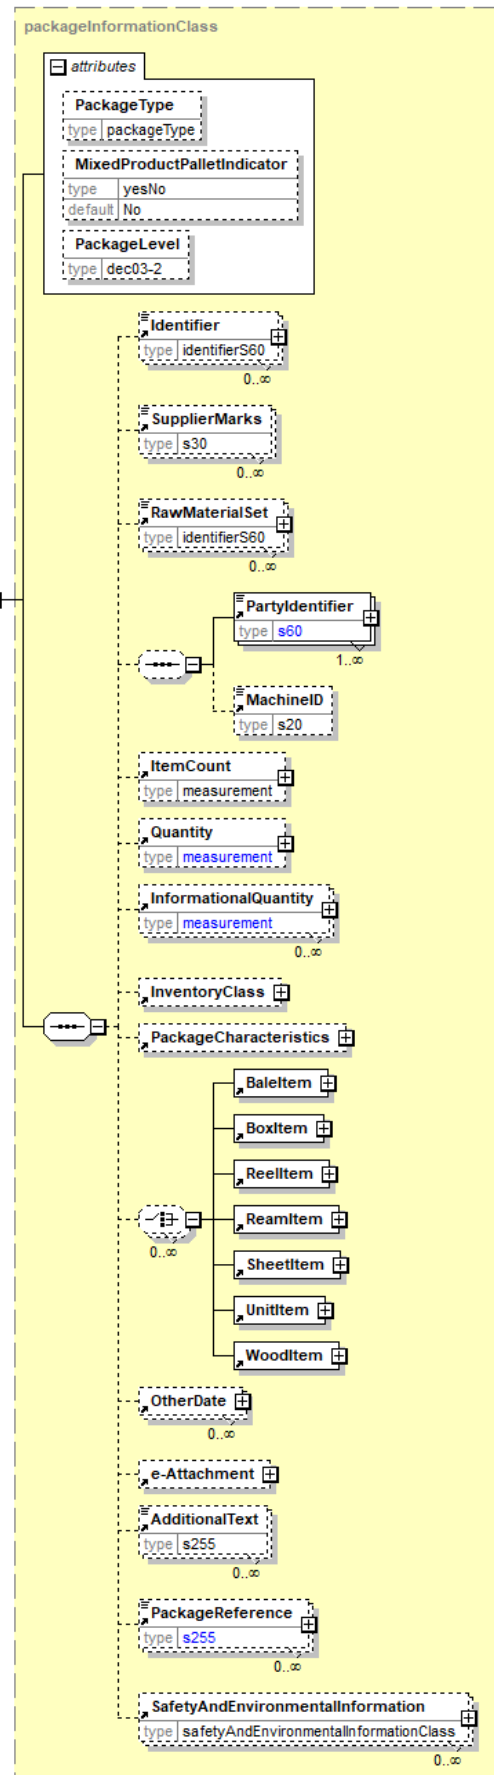 packageInformationClass
attributes
PackageType
type packageType
MixedProductPalletIndicator
type yesNo
default No
PackageLevel
type dec03-2
Identifier
type identifierS60
0..∞
SupplierMarks
type s30
0..∞
RawMaterialSet
type identifierS60
0..∞
PartyIdentifier
type s60
1..∞
MachineID
type s20
ItemCount
type measurement
Quantity
type measurement
InformationalQuantity
type measurement
0..∞
InventoryClass
PackageCharacteristics
BaleItem
BoxItem
ReelItem
ReamItem
0..∞
SheetItem
UnitItem
WoodItem
OtherDate
0..∞
e-Attachment
AdditionalText
type s255
0..∞
PackageReference
type s255
0..∞
SafetyAndEnvironmentalInformation
type safetyAndEnvironmentalInformationClass
0..∞